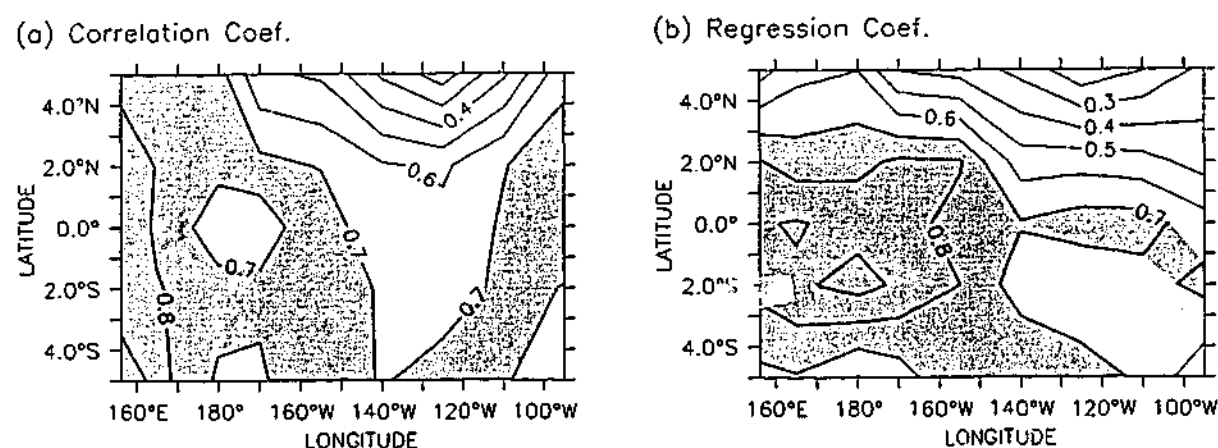 (a) Correlation Coef.
4.0°N
2.0°N
0.0°
2.0°S
4.0°S
LATITUDE
0.4
0.6
0.7
0.7
0.7
0.8
160°E 180° 160°W 140°W 120°W 100°W
LONGITUDE
(b) Regression Coef.
4.0°N
2.0°N
0.0°
2.0°S
4.0°S
LATITUDE
0.3
0.4
0.5
0.6
0.7
0.8
160°E 180° 160°W 140°W 120°W 100°W
LONGITUDE